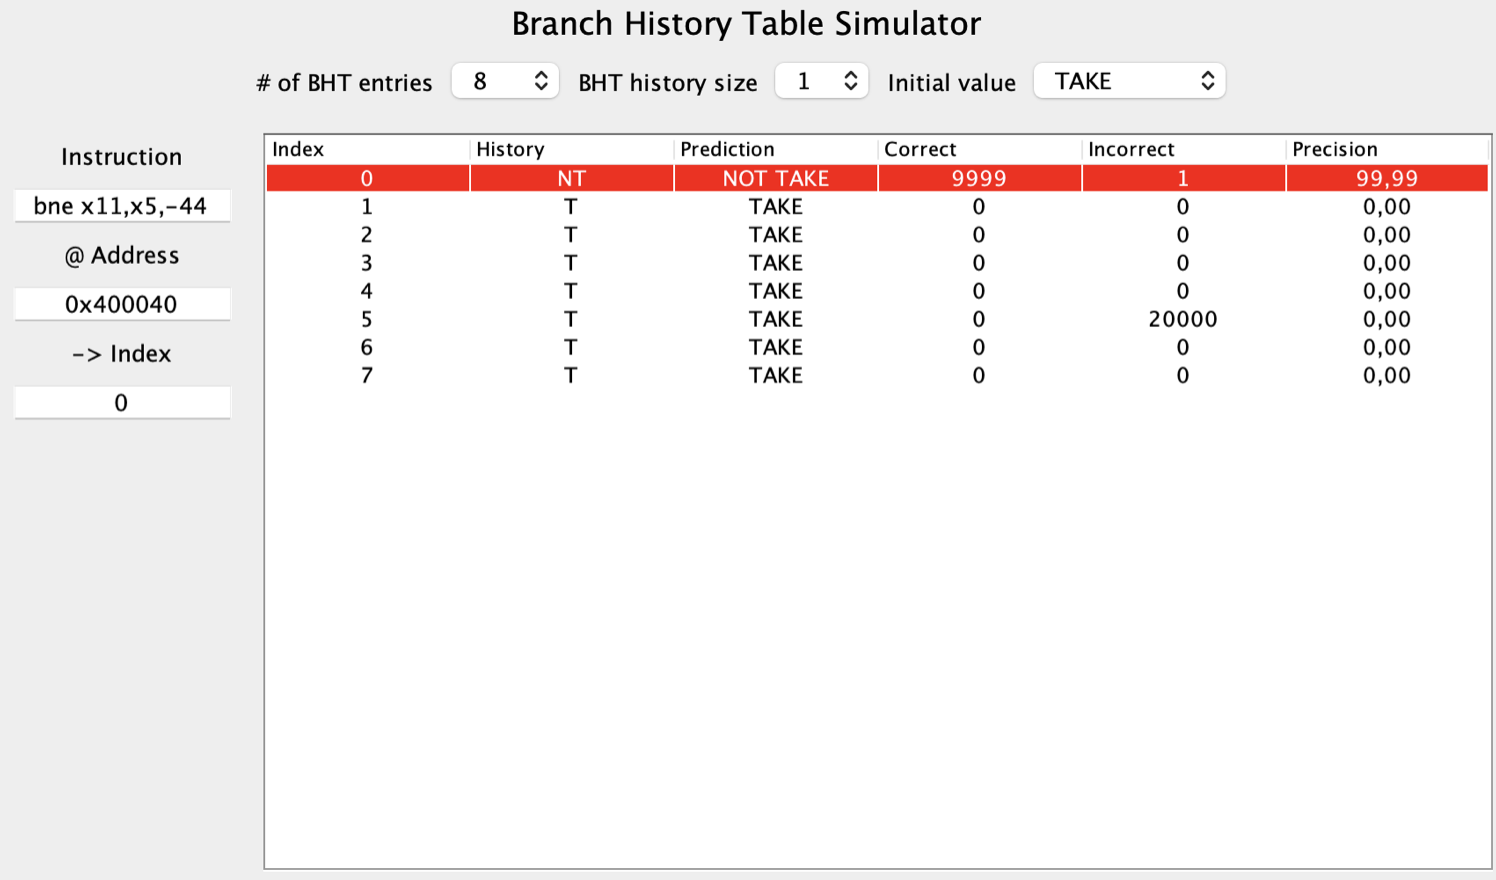 Branch History Table Simulator
# of BHT entries 8 BHT history size 1 Initial value TAKE
Instruction
bne x11,x5,-44
@ Address
0x400040
-> Index
0
Index History Prediction Correct Incorrect Precision
0 NT NOT TAKE 9999 1 99,99
1 T TAKE 0 0 0,00
2 T TAKE 0 0 0,00
3 T TAKE 0 0 0,00
4 T TAKE 0 0 0,00
5 T TAKE 0 20000 0,00
6 T TAKE 0 0 0,00
7 T TAKE 0 0 0,00